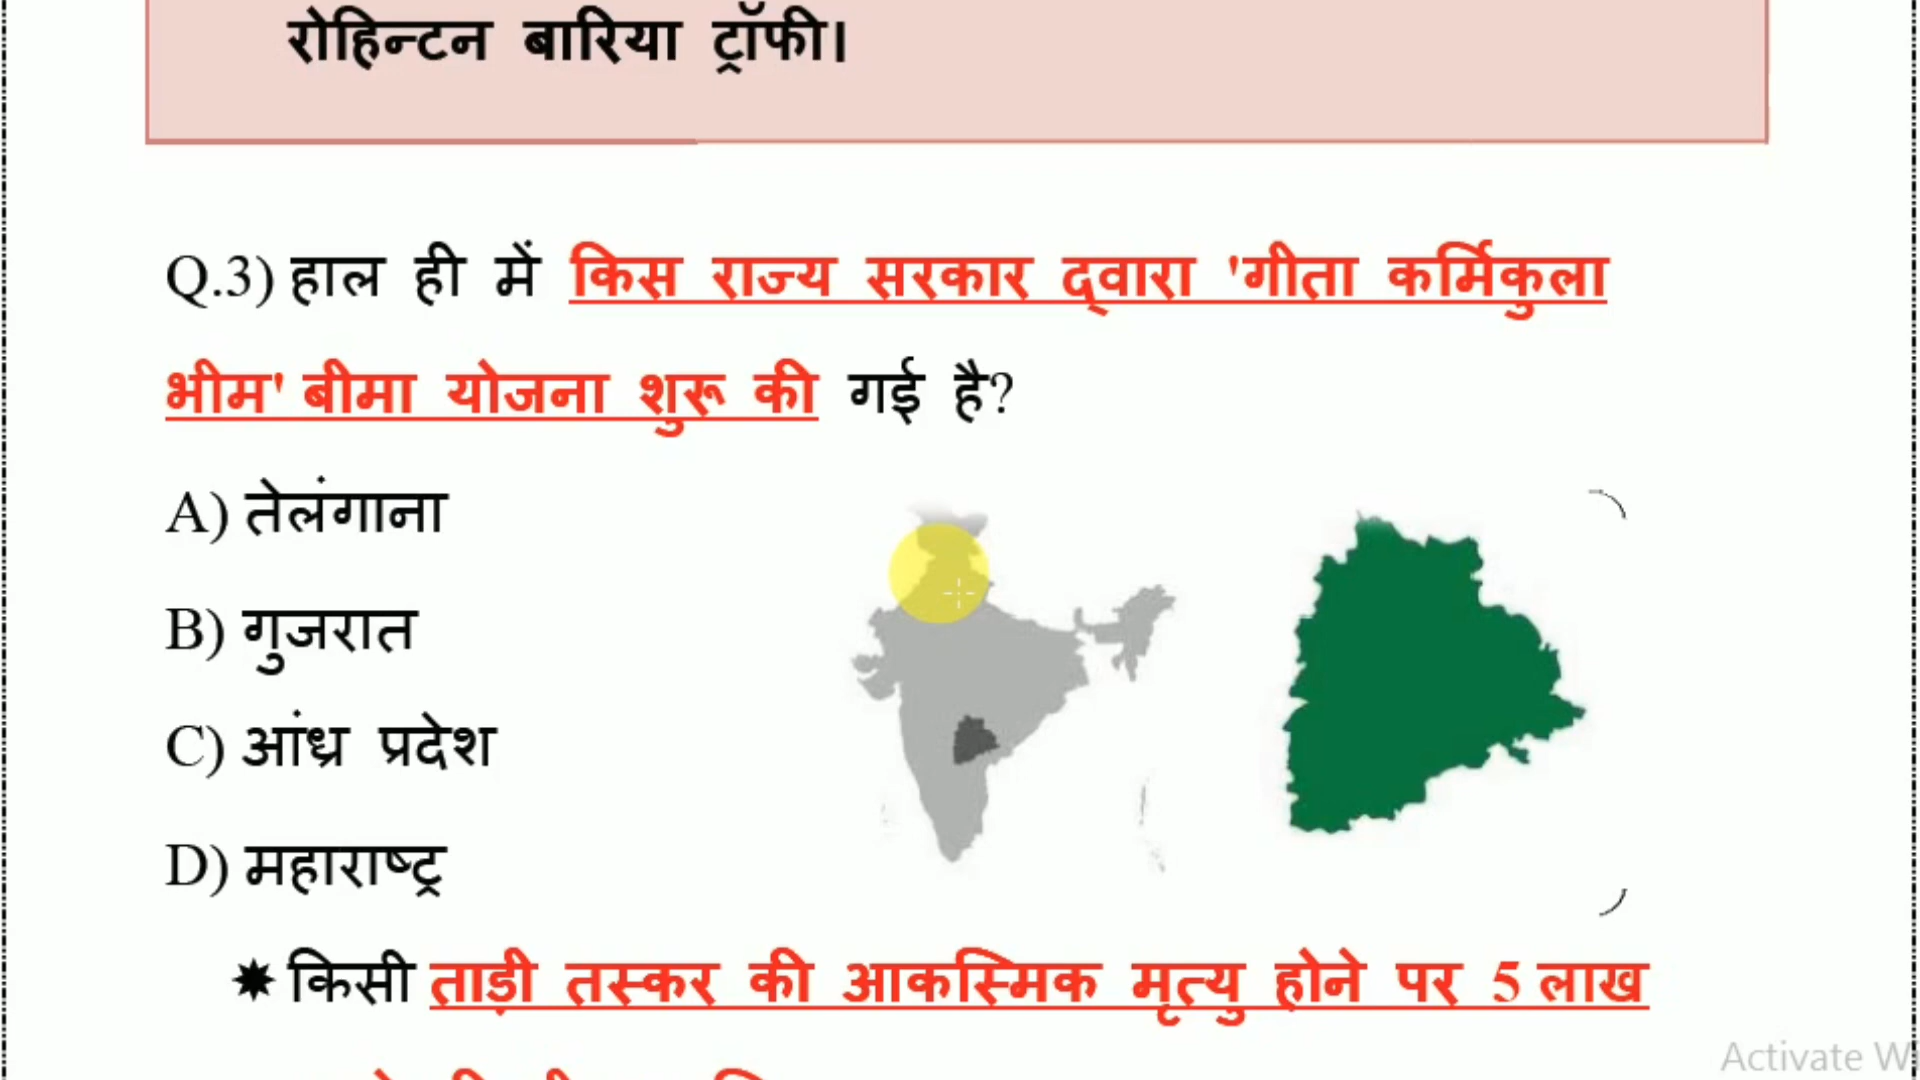 रोहिन्टन बारिया ट्रॉफी।
Q.3) हाल ही में किस राज्य सरकार द्वारा 'गीता कर्मिकुला
भीम' बीमा योजना शुरू की गई है?
A) तेलंगाना
B) गुजरात
C) आंध्र प्रदेश
D) महाराष्ट्र
✸ किसी ताड़ी तस्कर की आकस्मिक मृत्यु होने पर 5 लाख
Activate